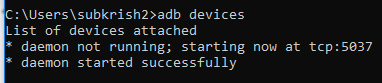 C:\Users\subkrish2>adb devices
List of devices attached
* daemon not running; starting now at tcp:5037
* daemon started successfully